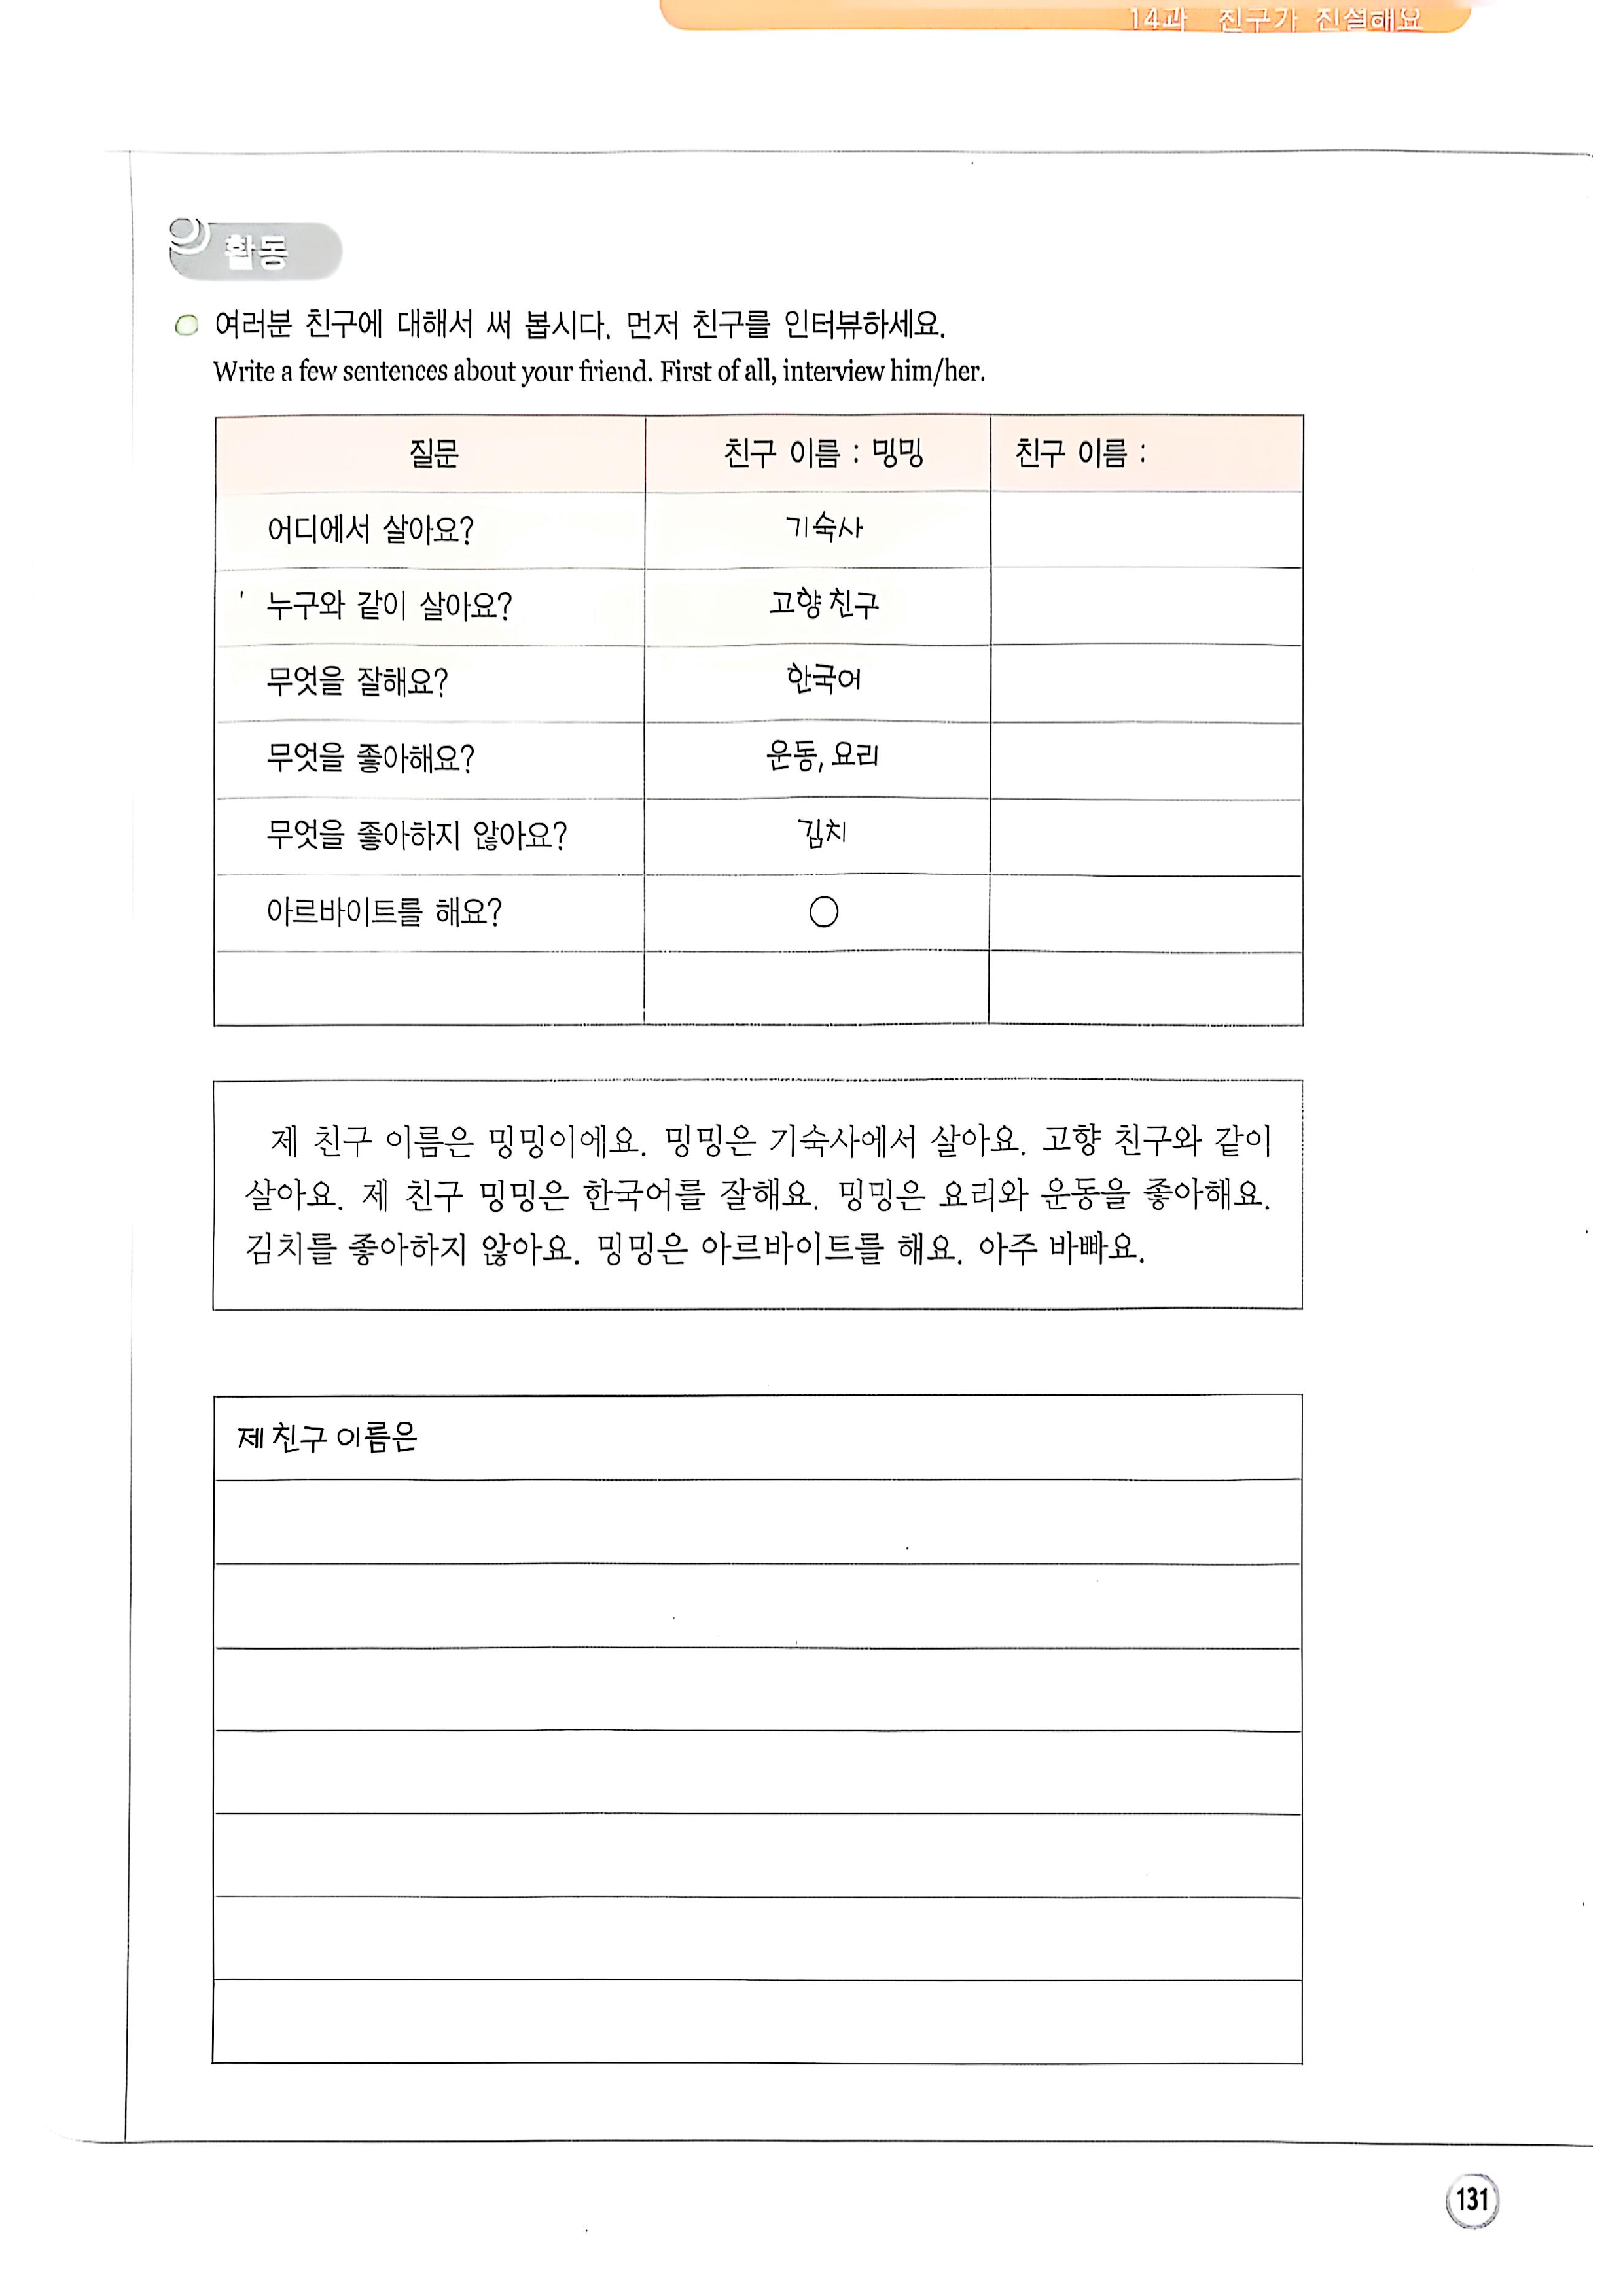 14과 친구가 친절해요
활동
여러분 친구에 대해서 써 봅시다. 먼저 친구를 인터뷰하세요.
Write a few sentences about your friend. First of all, interview him/her.
질문 친구 이름 : 밍밍 친구 이름 :
어디에서 살아요? 기숙사
누구와 같이 살아요? 고향 친구
무엇을 잘해요? 한국어
무엇을 좋아해요? 운동, 요리
무엇을 좋아하지 않아요? 김치
아르바이트를 해요? ○
제 친구 이름은 밍밍이에요. 밍밍은 기숙사에서 살아요. 고향 친구와 같이
살아요. 제 친구 밍밍은 한국어를 잘해요. 밍밍은 요리와 운동을 좋아해요.
김치를 좋아하지 않아요. 밍밍은 아르바이트를 해요. 아주 바빠요.
제 친구 이름은
131